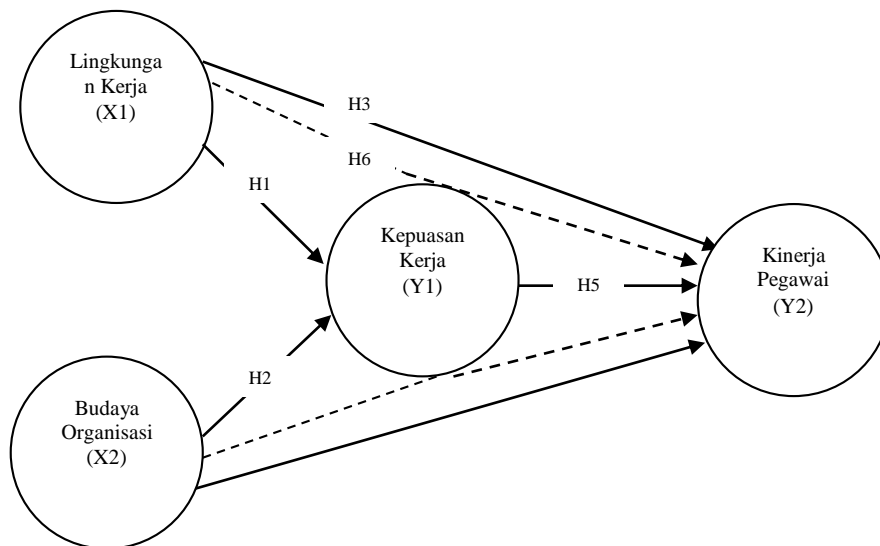 Lingkunga
n Kerja
(X1)
H3
H6
H1
Kepuasan
Kerja
(Y1)
Kinerja
Pegawai
(Y2)
H5
H2
Budaya
Organisasi
(X2)